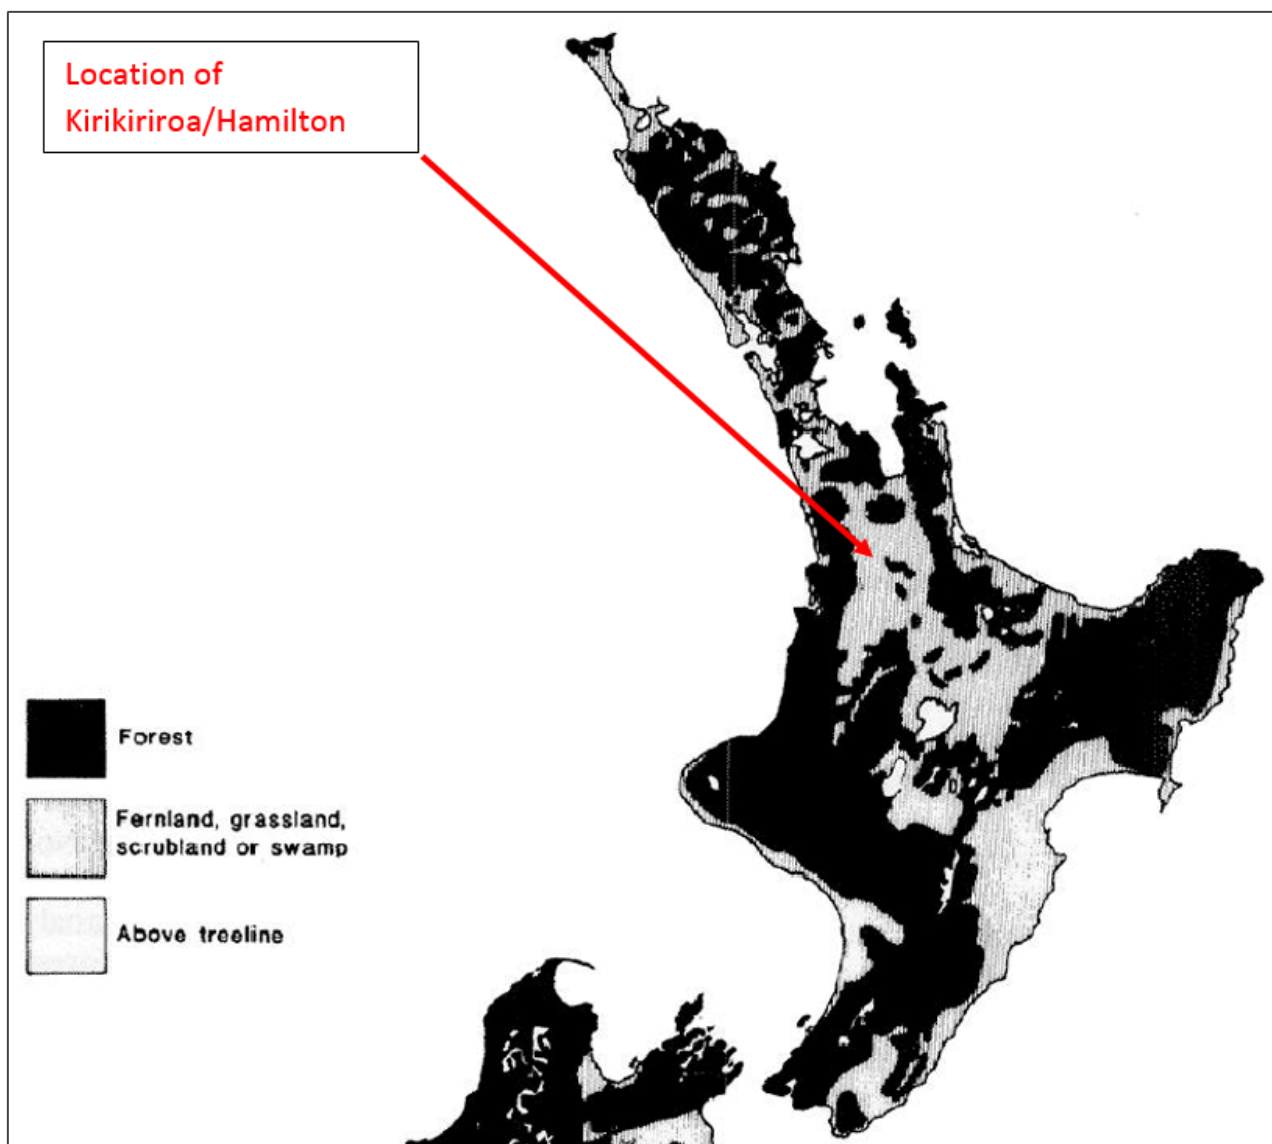 Location of
Kirikiriroa/Hamilton
Forest
Fernland, grassland,
scrubland or swamp
Above treeline